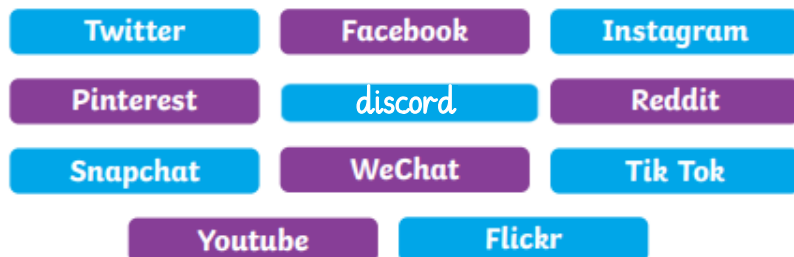 Twitter Facebook Instagram
Pinterest discord Reddit
Snapchat WeChat Tik Tok
Youtube Flickr